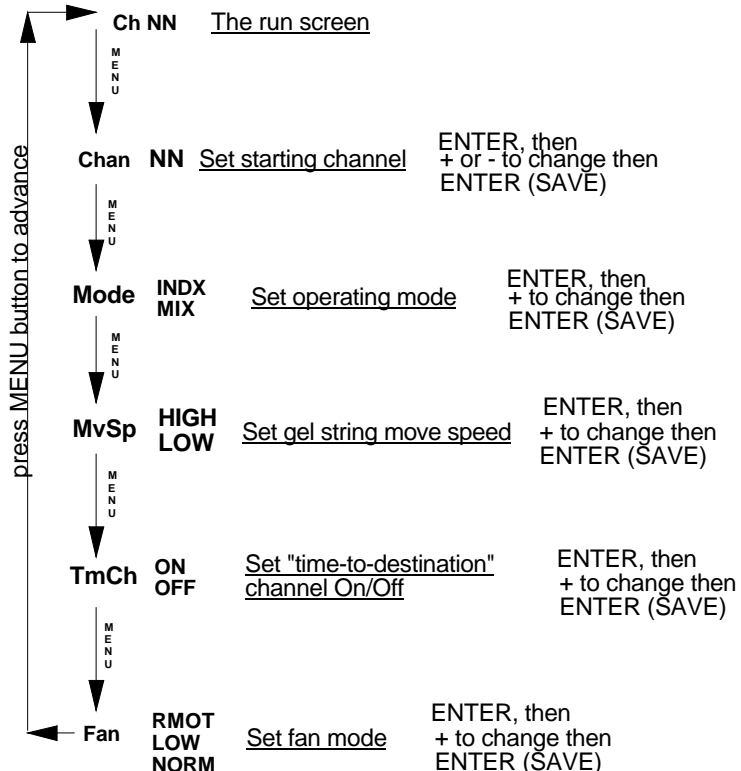 Ch NN The run screen
MENU
Chan NN Set starting channel ENTER, then
+ or - to change then
ENTER (SAVE)
MENU
Mode INDX Set operating mode ENTER, then
MIX + to change then
ENTER (SAVE)
MENU
MvSp HIGH Set gel string move speed ENTER, then
LOW + to change then
ENTER (SAVE)
MENU
TmCh ON Set "time-to-destination" ENTER, then
OFF channel On/Off + to change then
ENTER (SAVE)
MENU
Fan RMOT Set fan mode ENTER, then
LOW + to change then
NORM ENTER (SAVE)
press MENU button to advance